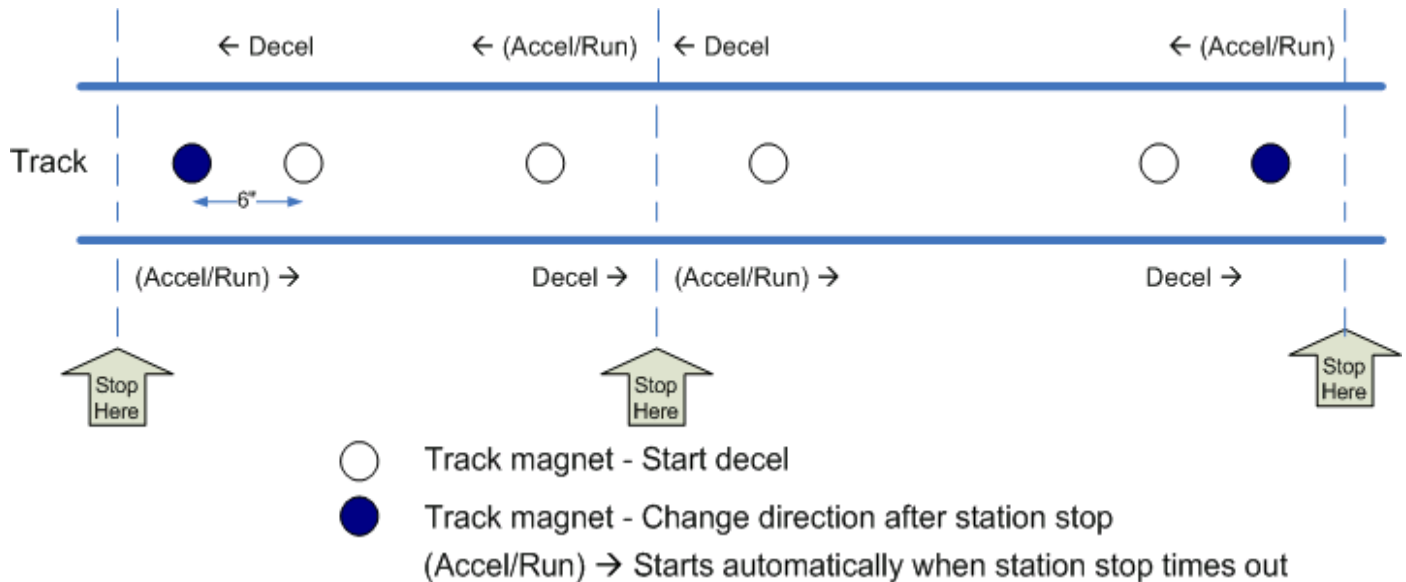 ← Decel
← (Accel/Run)
← Decel
← (Accel/Run)
Track
6"
(Accel/Run) →
Decel →
(Accel/Run) →
Decel →
Stop
Here
Stop
Here
Stop
Here
Track magnet - Start decel
Track magnet - Change direction after station stop
(Accel/Run) → Starts automatically when station stop times out